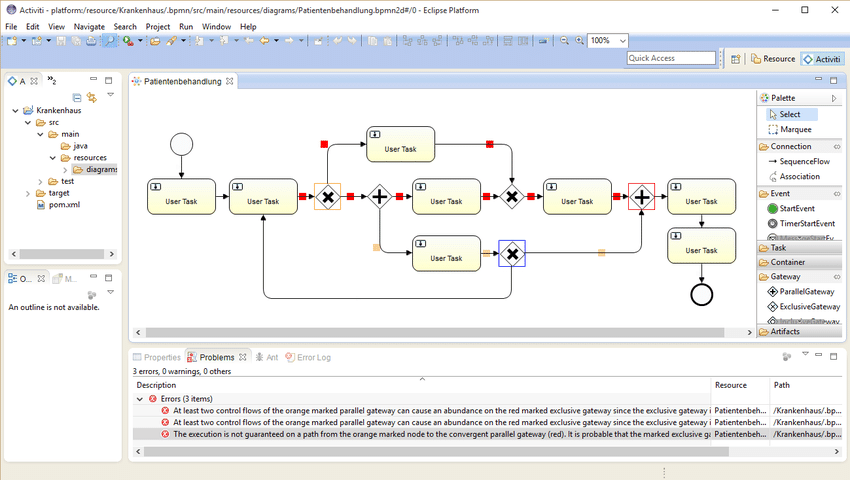 Activiti - platform:/resource/Krankenhaus/.bpmn/src/main/resources/diagrams/Patientenbehandlung.bpmn2d#/0 - Eclipse Platform
File Edit View Navigate Search Project Run Window Help
100%
Quick Access
Resource
Activiti
A
»2
Krankenhaus
src
main
java
resources
diagrams
test
target
pom.xml
O...
M...
An outline is not available.
Patientenbehandlung
User Task
User Task
User Task
User Task
User Task
User Task
User Task
User Task
Palette
Select
Marquee
Connection
SequenceFlow
Association
Event
StartEvent
TimerStartEvent
Task
Container
Gateway
ParallelGateway
ExclusiveGateway
Artifacts
Properties Problems Ant Error Log
3 errors, 0 warnings, 0 others
Description Resource Path
Errors (3 items)
At least two control flows of the orange marked parallel gateway can cause an abundance on the red marked exclusive gateway since the exclusive gateway i Patientenbeh... /Krankenhaus/.bp...
At least two control flows of the orange marked parallel gateway can cause an abundance on the red marked exclusive gateway since the exclusive gateway i Patientenbeh... /Krankenhaus/.bp...
The execution is not guaranteed on a path from the orange marked node to the convergent parallel gateway (red). It is probable that the marked exclusive ga Patientenbeh... /Krankenhaus/.bp...